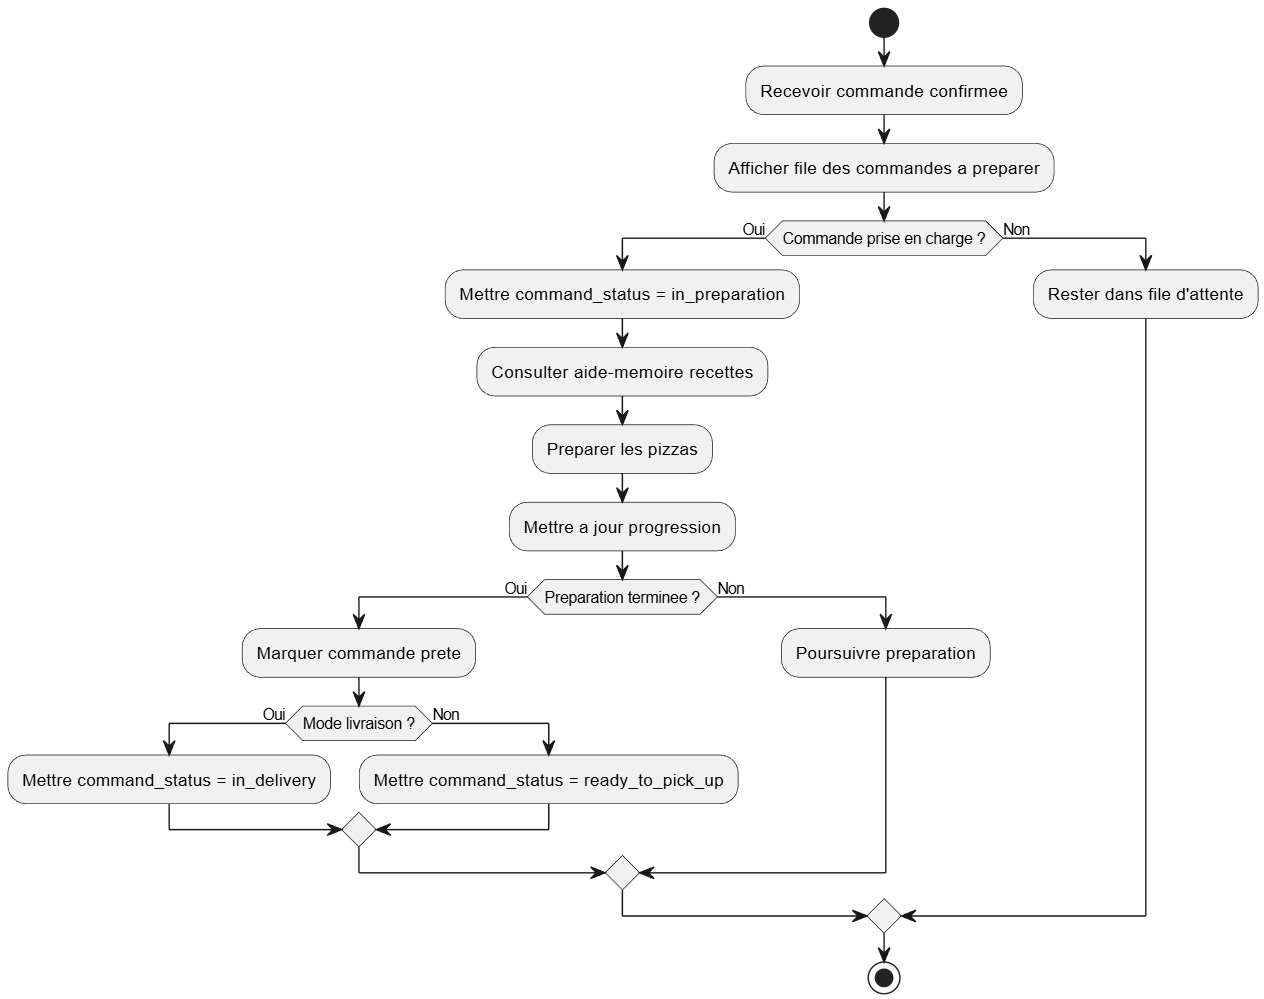 Recevoir commande confirmee
Afficher file des commandes a preparer
Oui
Commande prise en charge ?
Non
Mettre command_status = in_preparation
Rester dans file d'attente
Consulter aide-memoire recettes
Preparer les pizzas
Mettre a jour progression
Oui
Preparation terminee ?
Non
Marquer commande prete
Poursuivre preparation
Oui
Mode livraison ?
Non
Mettre command_status = in_delivery
Mettre command_status = ready_to_pick_up